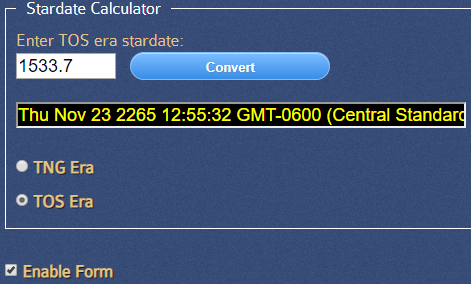 Stardate Calculator
Enter TOS era stardate:
1533.7
Convert
Thu Nov 23 2265 12:55:32 GMT-0600 (Central Standard
TNG Era
TOS Era
Enable Form